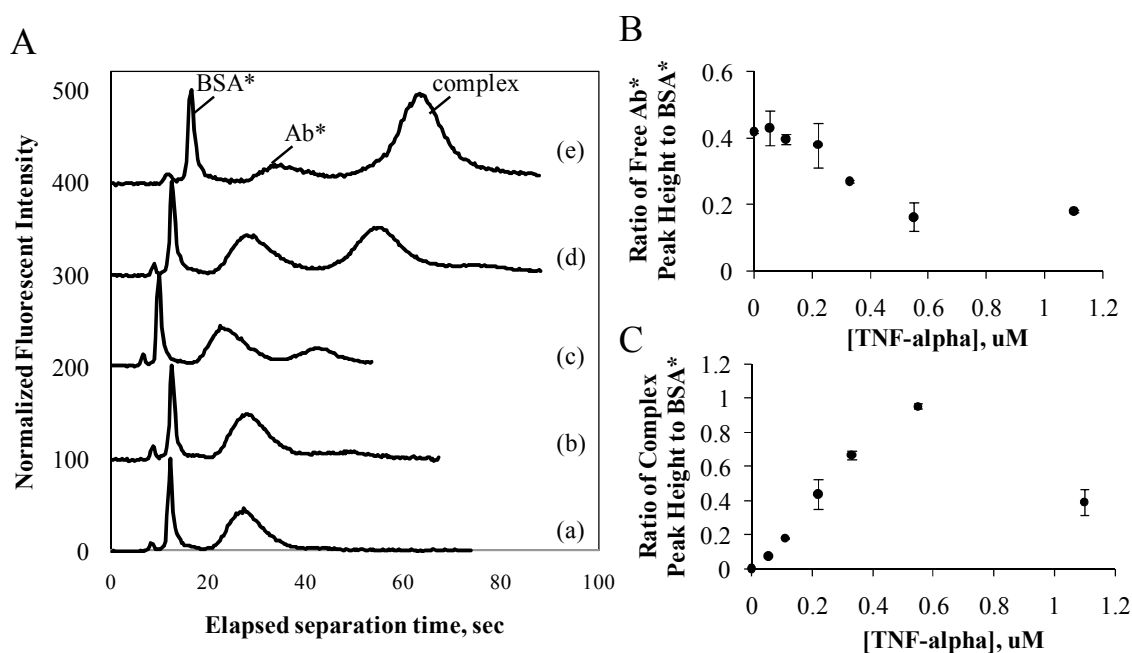 A
Normalized Fluorescent Intensity
500
400
300
200
100
0
BSA*
Ab*
complex
(e)
(d)
(c)
(b)
(a)
0 20 40 60 80 100
Elapsed separation time, sec
B
Ratio of Free Ab*
Peak Height to BSA*
0.6
0.4
0.2
0
0 0.2 0.4 0.6 0.8 1 1.2
[TNF-alpha], uM
C
Ratio of Complex
Peak Height to BSA*
1.2
1
0.8
0.6
0.4
0.2
0
0 0.2 0.4 0.6 0.8 1 1.2
[TNF-alpha], uM